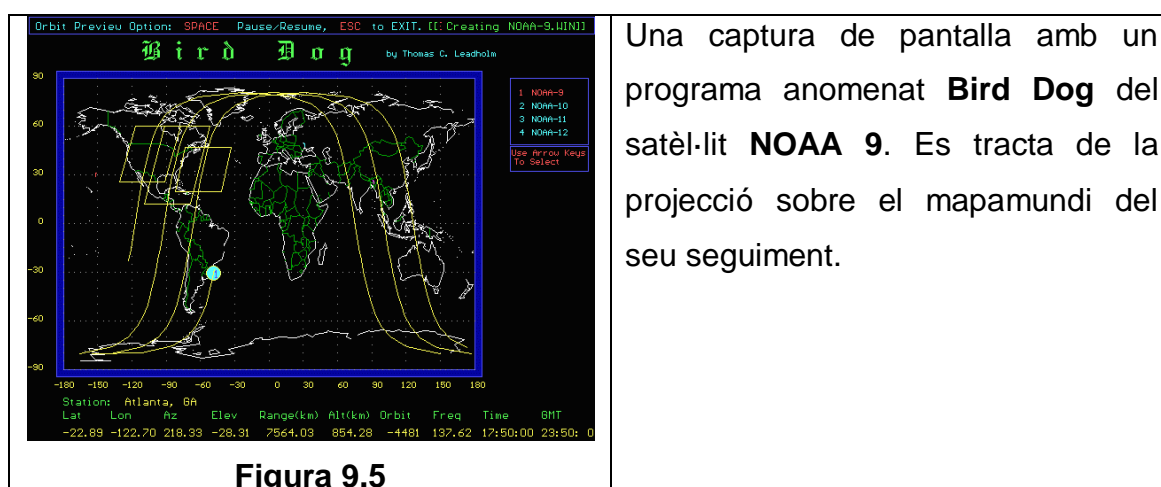 Orbit Preview Option: SPACE Pause/Resume, ESC to EXIT. [[ Creating NOAA-9.WIN]]
Bird Dog by Thomas C. Leadholm
90
60
30
0
-30
-60
-90
-180 -150 -120 -90 -60 -30 0 30 60 90 120 150 180
1 NOAA-9
2 NOAA-10
3 NOAA-11
4 NOAA-12
Use Arrow Keys
To Select
Station: Atlanta, GA
Lat Lon Az Elev Range(km) Alt(km) Orbit Freq Time GMT
-22.89 -122.70 218.33 -28.31 7564.03 854.28 -4481 137.62 17:50:00 23:50: 0
Figura 9.5
Una captura de pantalla amb un
programa anomenat Bird Dog del
satèl·lit NOAA 9. Es tracta de la
projecció sobre el mapamundi del
seu seguiment.